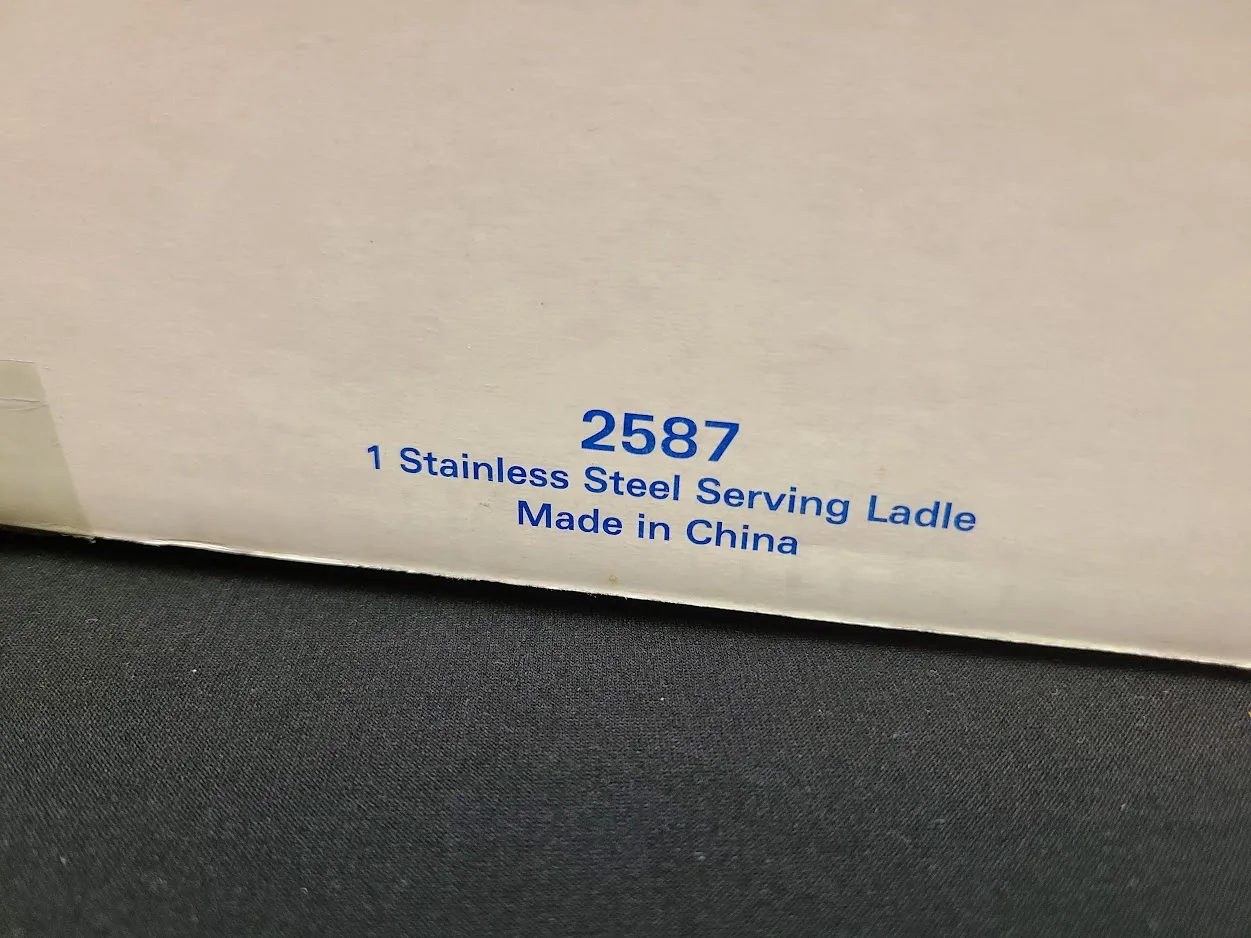 2587
1 Stainless Steel Serving Ladle
Made in China